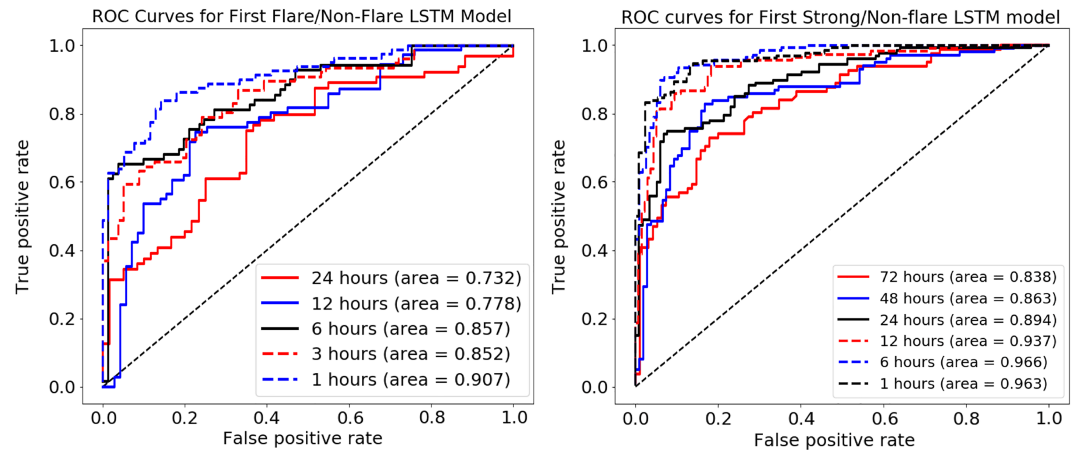 ROC Curves for First Flare/Non-Flare LSTM Model
True positive rate
1.0
0.8
0.6
0.4
0.2
0.0
24 hours (area = 0.732)
12 hours (area = 0.778)
6 hours (area = 0.857)
3 hours (area = 0.852)
1 hours (area = 0.907)
0.0 0.2 0.4 0.6 0.8 1.0
False positive rate
ROC curves for First Strong/Non-flare LSTM model
True positive rate
1.0
0.8
0.6
0.4
0.2
0.0
72 hours (area = 0.838)
48 hours (area = 0.863)
24 hours (area = 0.894)
12 hours (area = 0.937)
6 hours (area = 0.966)
1 hours (area = 0.963)
0.0 0.2 0.4 0.6 0.8 1.0
False positive rate